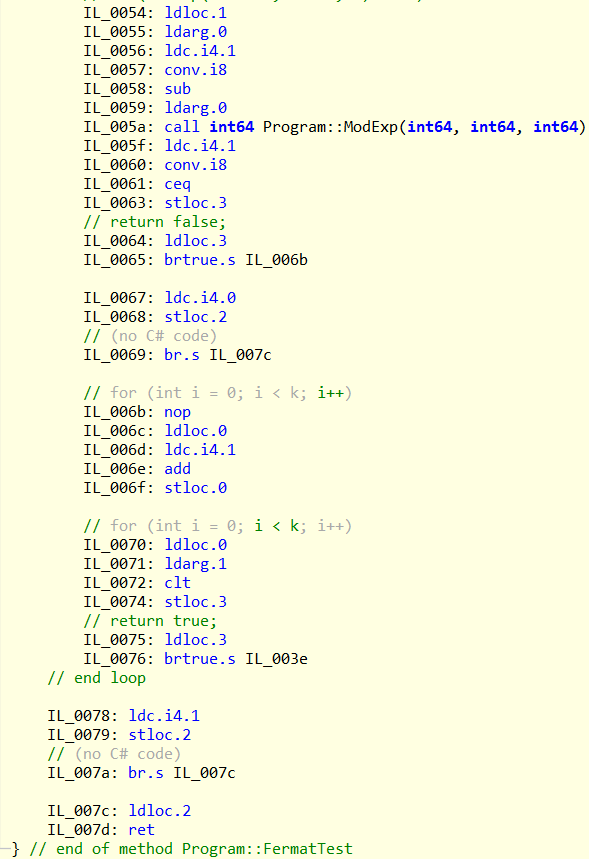 IL_0054: ldloc.1
IL_0055: ldarg.0
IL_0056: ldc.i4.1
IL_0057: conv.i8
IL_0058: sub
IL_0059: ldarg.0
IL_005a: call int64 Program::ModExp(int64, int64, int64)
IL_005f: ldc.i4.1
IL_0060: conv.i8
IL_0061: ceq
IL_0063: stloc.3
// return false;
IL_0064: ldloc.3
IL_0065: brtrue.s IL_006b
IL_0067: ldc.i4.0
IL_0068: stloc.2
// (no C# code)
IL_0069: br.s IL_007c
// for (int i = 0; i < k; i++)
IL_006b: nop
IL_006c: ldloc.0
IL_006d: ldc.i4.1
IL_006e: add
IL_006f: stloc.0
// for (int i = 0; i < k; i++)
IL_0070: ldloc.0
IL_0071: ldarg.1
IL_0072: clt
IL_0074: stloc.3
// return true;
IL_0075: ldloc.3
IL_0076: brtrue.s IL_003e
// end loop
IL_0078: ldc.i4.1
IL_0079: stloc.2
// (no C# code)
IL_007a: br.s IL_007c
IL_007c: ldloc.2
IL_007d: ret
} // end of method Program::FermatTest